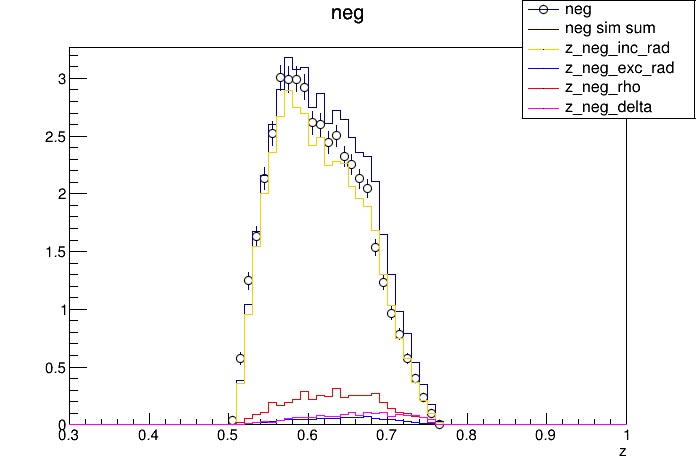 neg
neg
neg sim sum
z_neg_inc_rad
z_neg_exc_rad
z_neg_rho
z_neg_delta
3
2.5
2
1.5
1
0.5
0
0.3 0.4 0.5 0.6 0.7 0.8 0.9 1
z